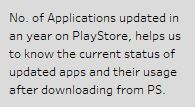 No. of Applications updated in
an year on PlayStore, helps us
to know the current status of
updated apps and their usage
after downloading from PS.